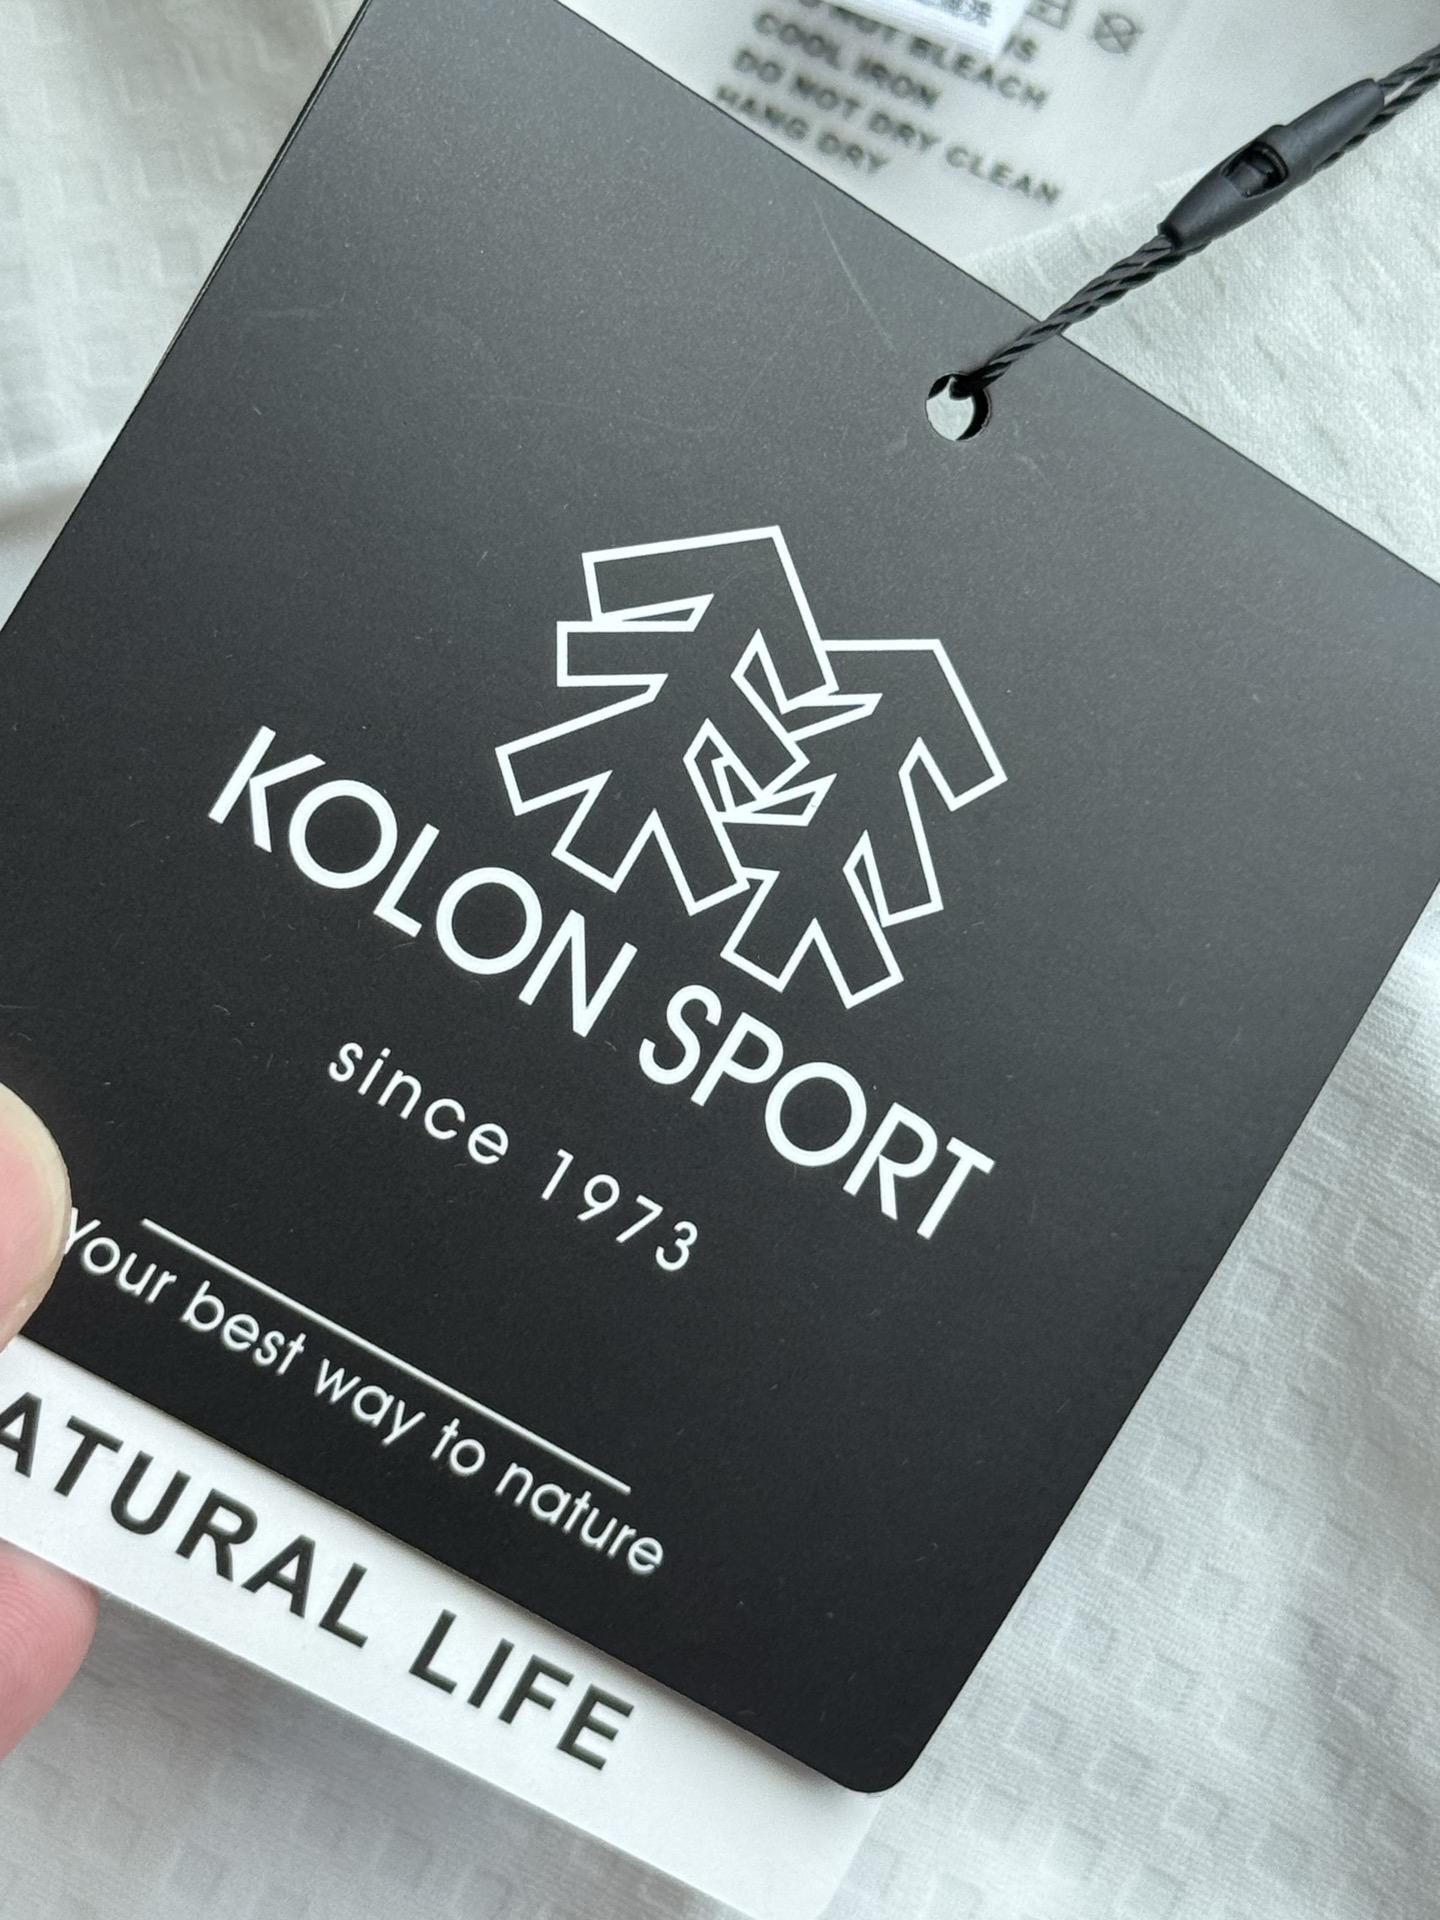 NOT BLEACH
COOL IRON
DO NOT DRY CLEAN
HANG DRY
KOLON SPORT
since 1973
your best way to nature
ATURAL LIFE